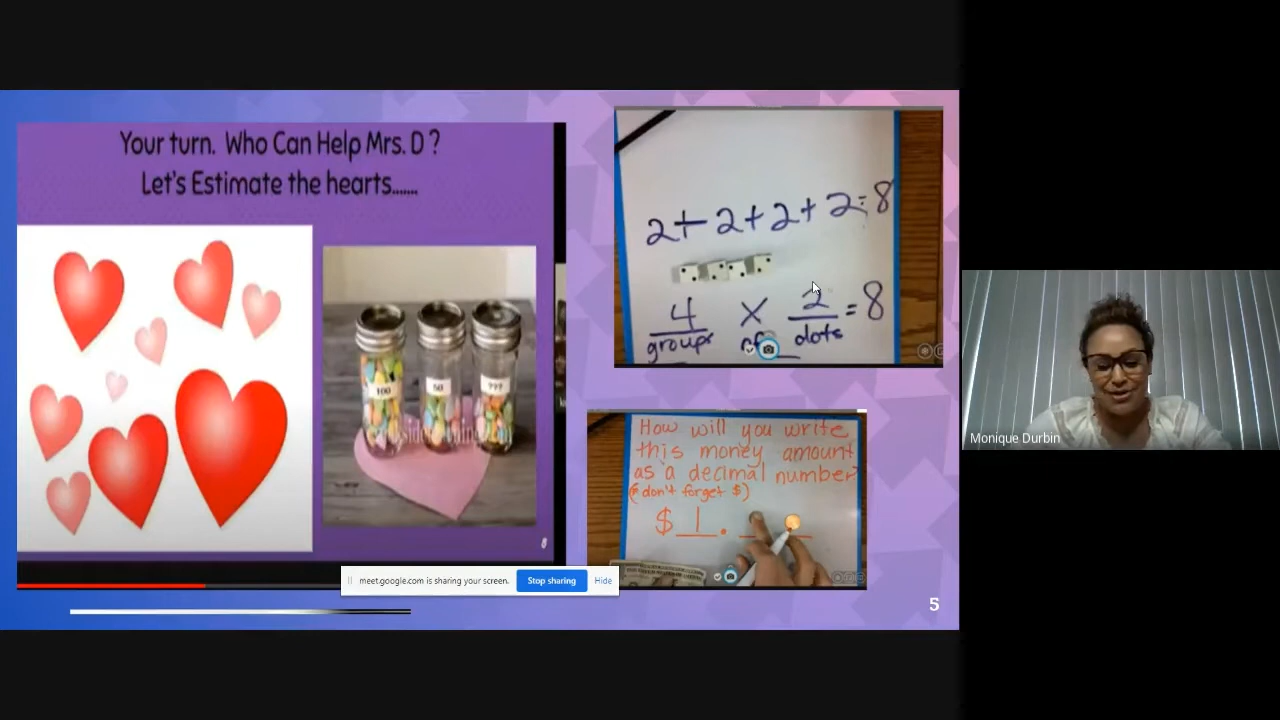 Your turn. Who Can Help Mrs. D ?
Let's Estimate the hearts.......
100
50
???
8
2+2+2+2=8
4 x 2 = 8
groups of dots
How will you write
this money amount
as a decimal number?
(don't forget $)
$ 1 .
meet.google.com is sharing your screen.
Stop sharing
Hide
5
Monique Durbin